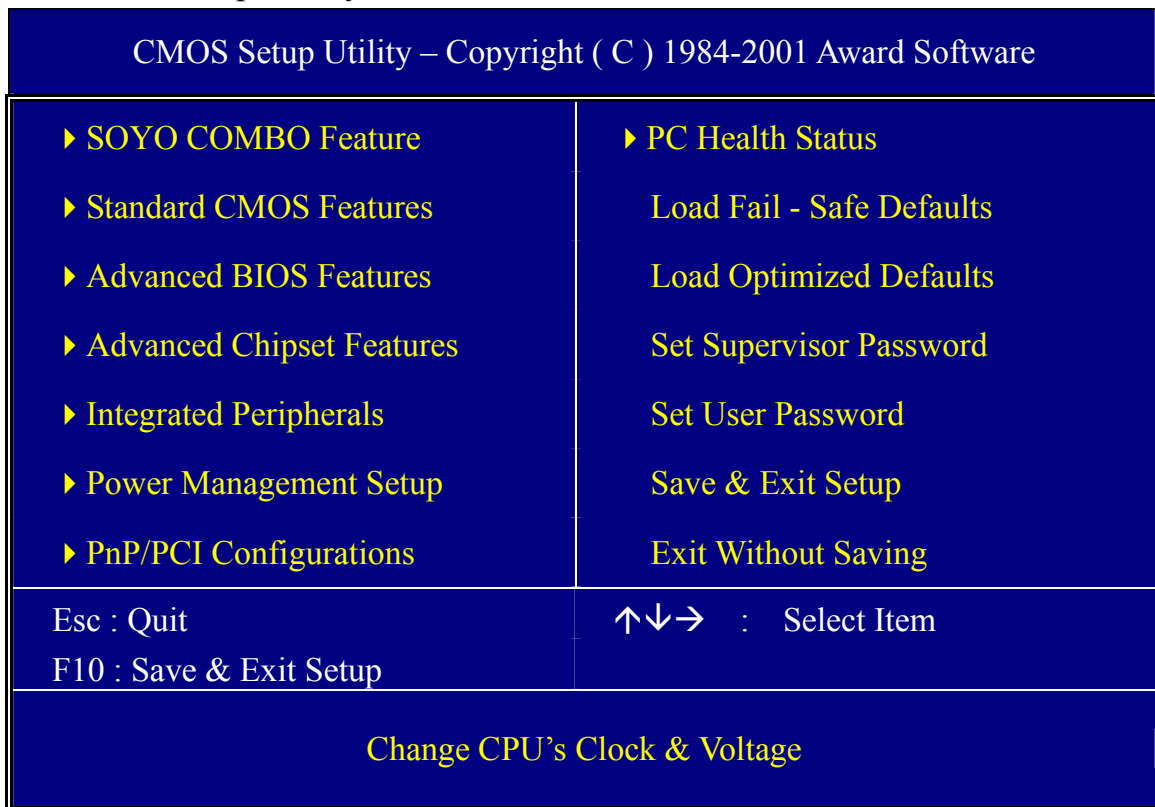 CMOS Setup Utility – Copyright ( C ) 1984-2001 Award Software
SOYO COMBO Feature
Standard CMOS Features
Advanced BIOS Features
Advanced Chipset Features
Integrated Peripherals
Power Management Setup
PnP/PCI Configurations
PC Health Status
Load Fail - Safe Defaults
Load Optimized Defaults
Set Supervisor Password
Set User Password
Save & Exit Setup
Exit Without Saving
Esc : Quit
F10 : Save & Exit Setup
↑↓→ : Select Item
Change CPU’s Clock & Voltage